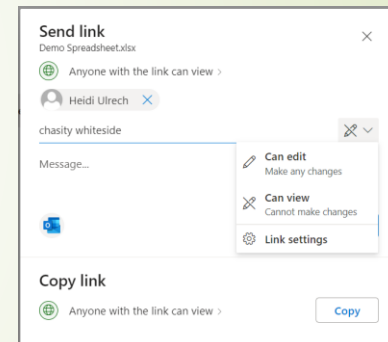 Send link
Demo Spreadsheet.xlsx
Anyone with the link can view >
Heidi Ulrech
chasity whiteside
Message...
Can edit
Make any changes
Can view
Cannot make changes
Link settings
Copy link
Anyone with the link can view >
Copy